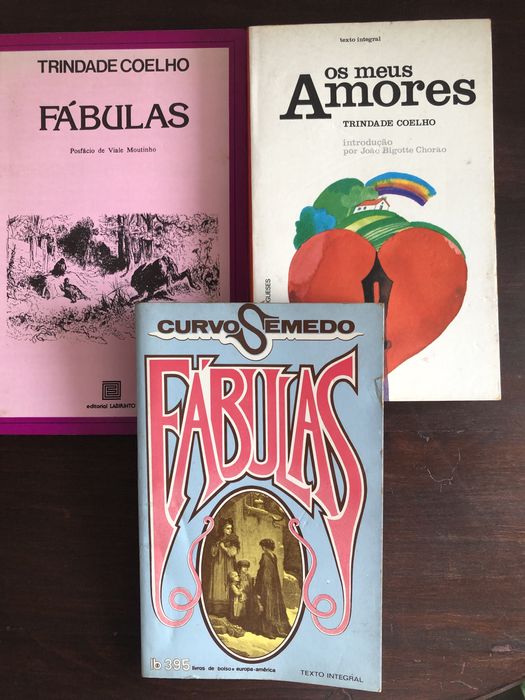 TRINDADE COELHO
FÁBULAS
Posfácio de Viale Moutinho
editorial LABIRINTO
texto integral
os meus
Amores
TRINDADE COELHO
introdução
por João Bigotte Chorão
GUESES
CURVO SEMEDO
FÁBULAS
lb 395
livros de bolso • europa-américa
TEXTO INTEGRAL